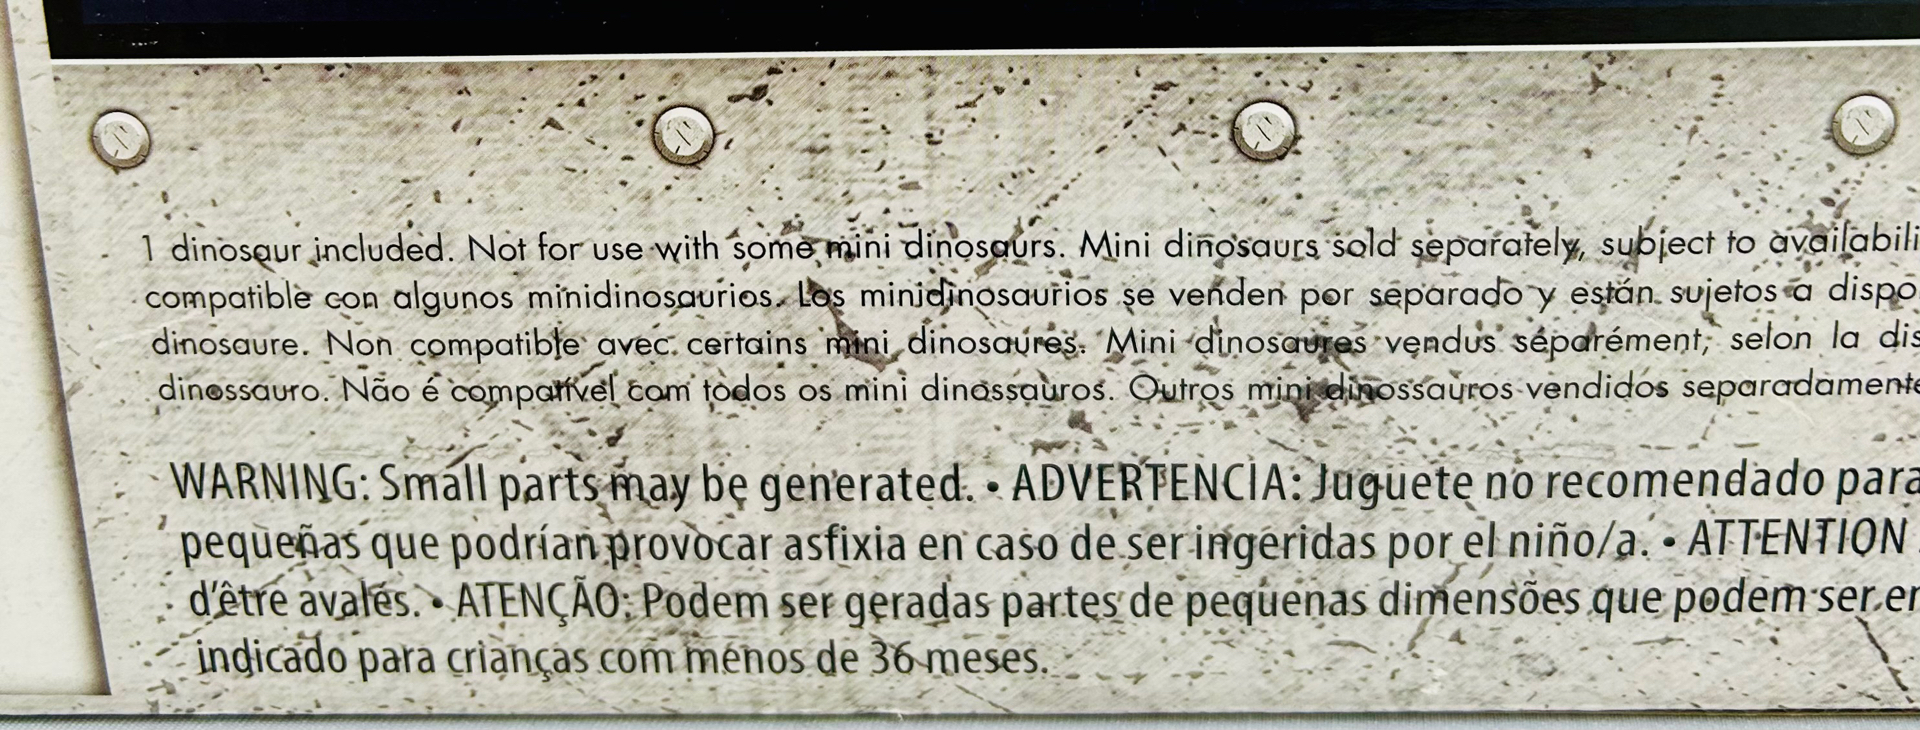 1 dinosaur included. Not for use with some mini dinosaurs. Mini dinosaurs sold separately, subject to availabili
compatible con algunos minidinosaurios. Los minidinosaurios se venden por separado y están sujetos a dispo
dinosaure. Non compatible avec certains mini dinosaures. Mini dinosaures vendus séparément, selon la dis
dinossauro. Não é compatível com todos os mini dinossauros. Outros mini dinossauros vendidos separadamente
WARNING: Small parts may be generated. • ADVERTENCIA: Juguete no recomendado para
pequeñas que podrían provocar asfixia en caso de ser ingeridas por el niño/a. • ATTENTION
d'être avalés. • ATENÇÃO: Podem ser geradas partes de pequenas dimensões que podem ser en
indicado para crianças com menos de 36 meses.